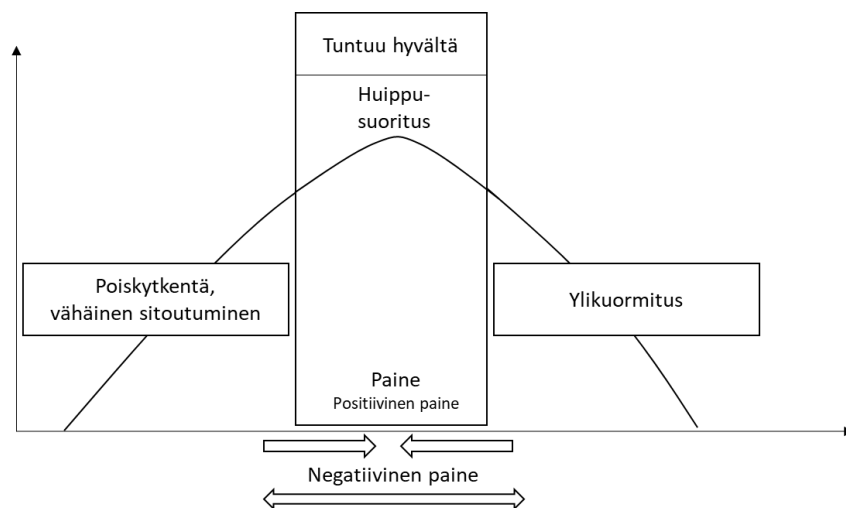 Tuntuu hyvältä
Huippu-
suoritus
Poiskytkentä,
vähäinen sitoutuminen
Ylikuormitus
Paine
Positiivinen paine
Negatiivinen paine